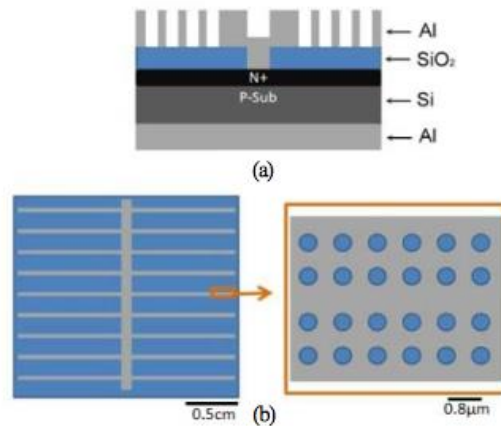 Al
SiO₂
N+
P-Sub
Si
Al
(a)
0.5cm
(b)
0.8μm